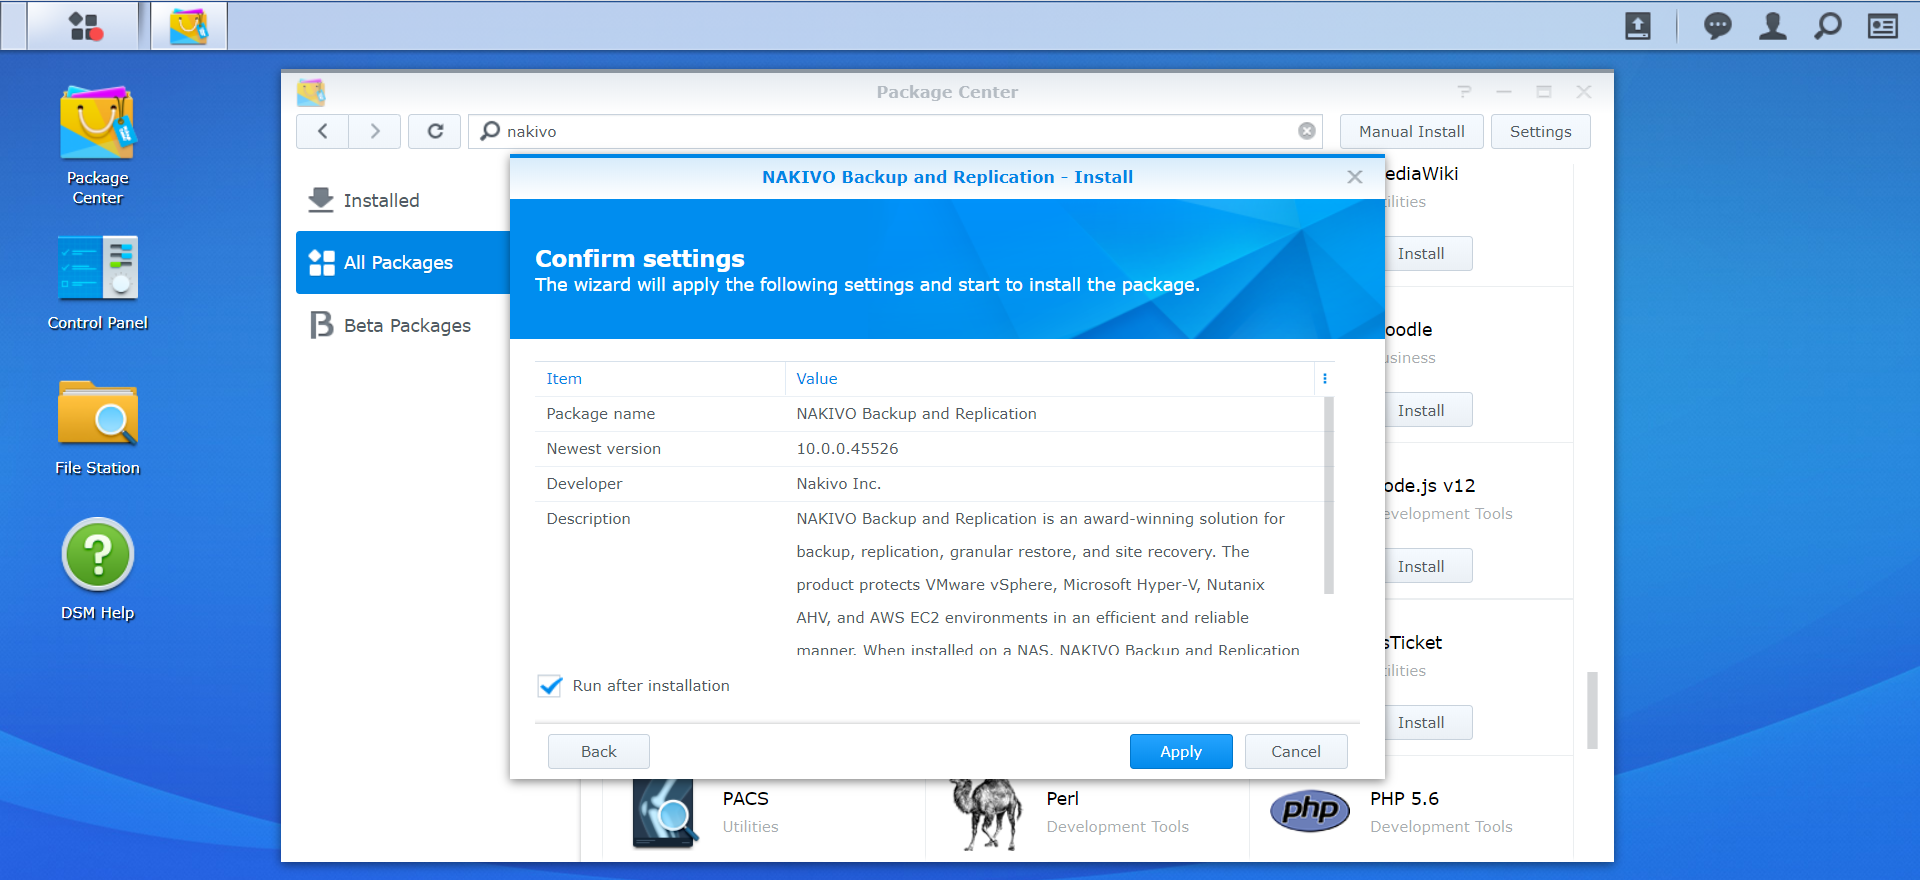 Package
Center
Control Panel
File Station
DSM Help
Package Center
nakivo
Manual Install
Settings
Installed
All Packages
Beta Packages
NAKIVO Backup and Replication - Install
Confirm settings
The wizard will apply the following settings and start to install the package.
Item Value
Package name NAKIVO Backup and Replication
Newest version 10.0.0.45526
Developer Nakivo Inc.
Description NAKIVO Backup and Replication is an award-winning solution for
backup, replication, granular restore, and site recovery. The
product protects VMware vSphere, Microsoft Hyper-V, Nutanix
AHV, and AWS EC2 environments in an efficient and reliable
manner. When installed on a NAS, NAKIVO Backup and Replication
Run after installation
Back
Apply
Cancel
ediaWiki
ilities
Install
oodle
usiness
Install
ode.js v12
evelopment Tools
Install
sTicket
ilities
Install
PACS
Utilities
Perl
Development Tools
php
PHP 5.6
Development Tools